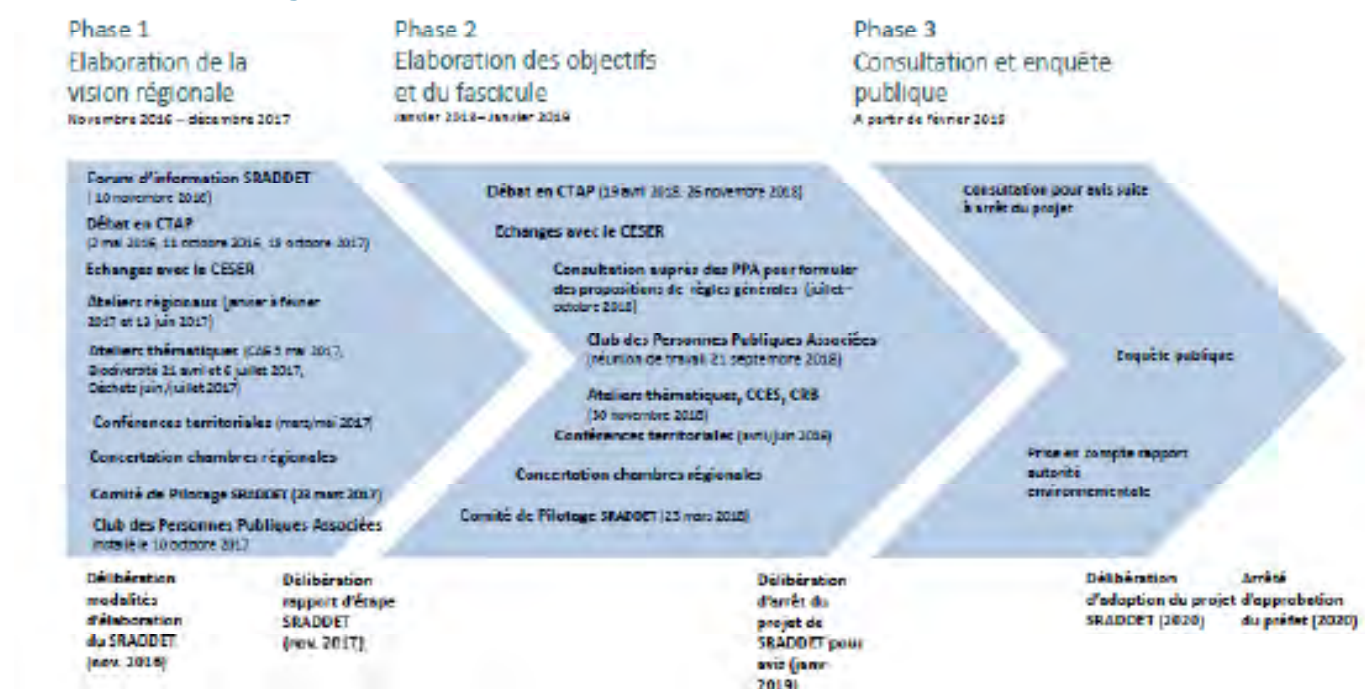 Phase 1
Elaboration de la
vision régionale
Novembre 2016 – décembre 2017
Phase 2
Elaboration des objectifs
et du fascicule
Janvier 2018–Janvier 2019
Phase 3
Consultation et enquête
publique
A partir de février 2019
Forum d'information SRADDET
(10 novembre 2016)
Débat en CTAP
(2 mai 2016, 11 octobre 2016, 19 octobre 2017)
Echanges avec le CESER
Ateliers régionaux (janvier à février
2017 et 13 juin 2017)
Ateliers thématiques (CAE 5 mai 2017,
Biodiversité 21 avril et 6 juillet 2017,
Déchets juin/juillet 2017)
Conférences territoriales (mars/mai 2017)
Concertation chambres régionales
Comité de Pilotage SRADDET (23 mars 2017)
Club des Personnes Publiques Associées
installé le 10 octobre 2017
Débat en CTAP (19 avril 2018, 26 novembre 2018)
Echanges avec le CESER
Consultation auprès des PPA pour formuler
des propositions de règles générales (juillet–
octobre 2018)
Club des Personnes Publiques Associées
(réunion de travail 21 septembre 2018)
Ateliers thématiques, CCES, CRB
(30 novembre 2018)
Conférences territoriales (avril/juin 2018)
Concertation chambres régionales
Comité de Pilotage SRADDET (23 mars 2018)
Consultation pour avis suite
à arrêt du projet
Enquête publique
Prise en compte rapport
autorité
environnementale
Délibération
modalités
d'élaboration
du SRADDET
(nov. 2016)
Délibération
rapport d'étape
SRADDET
(nov. 2017)
Délibération
d'arrêt du
projet de
SRADDET pour
avis (janv
2019)
Délibération
d'adoption du projet
SRADDET (2020)
Arrêté
d'approbation
du préfet (2020)